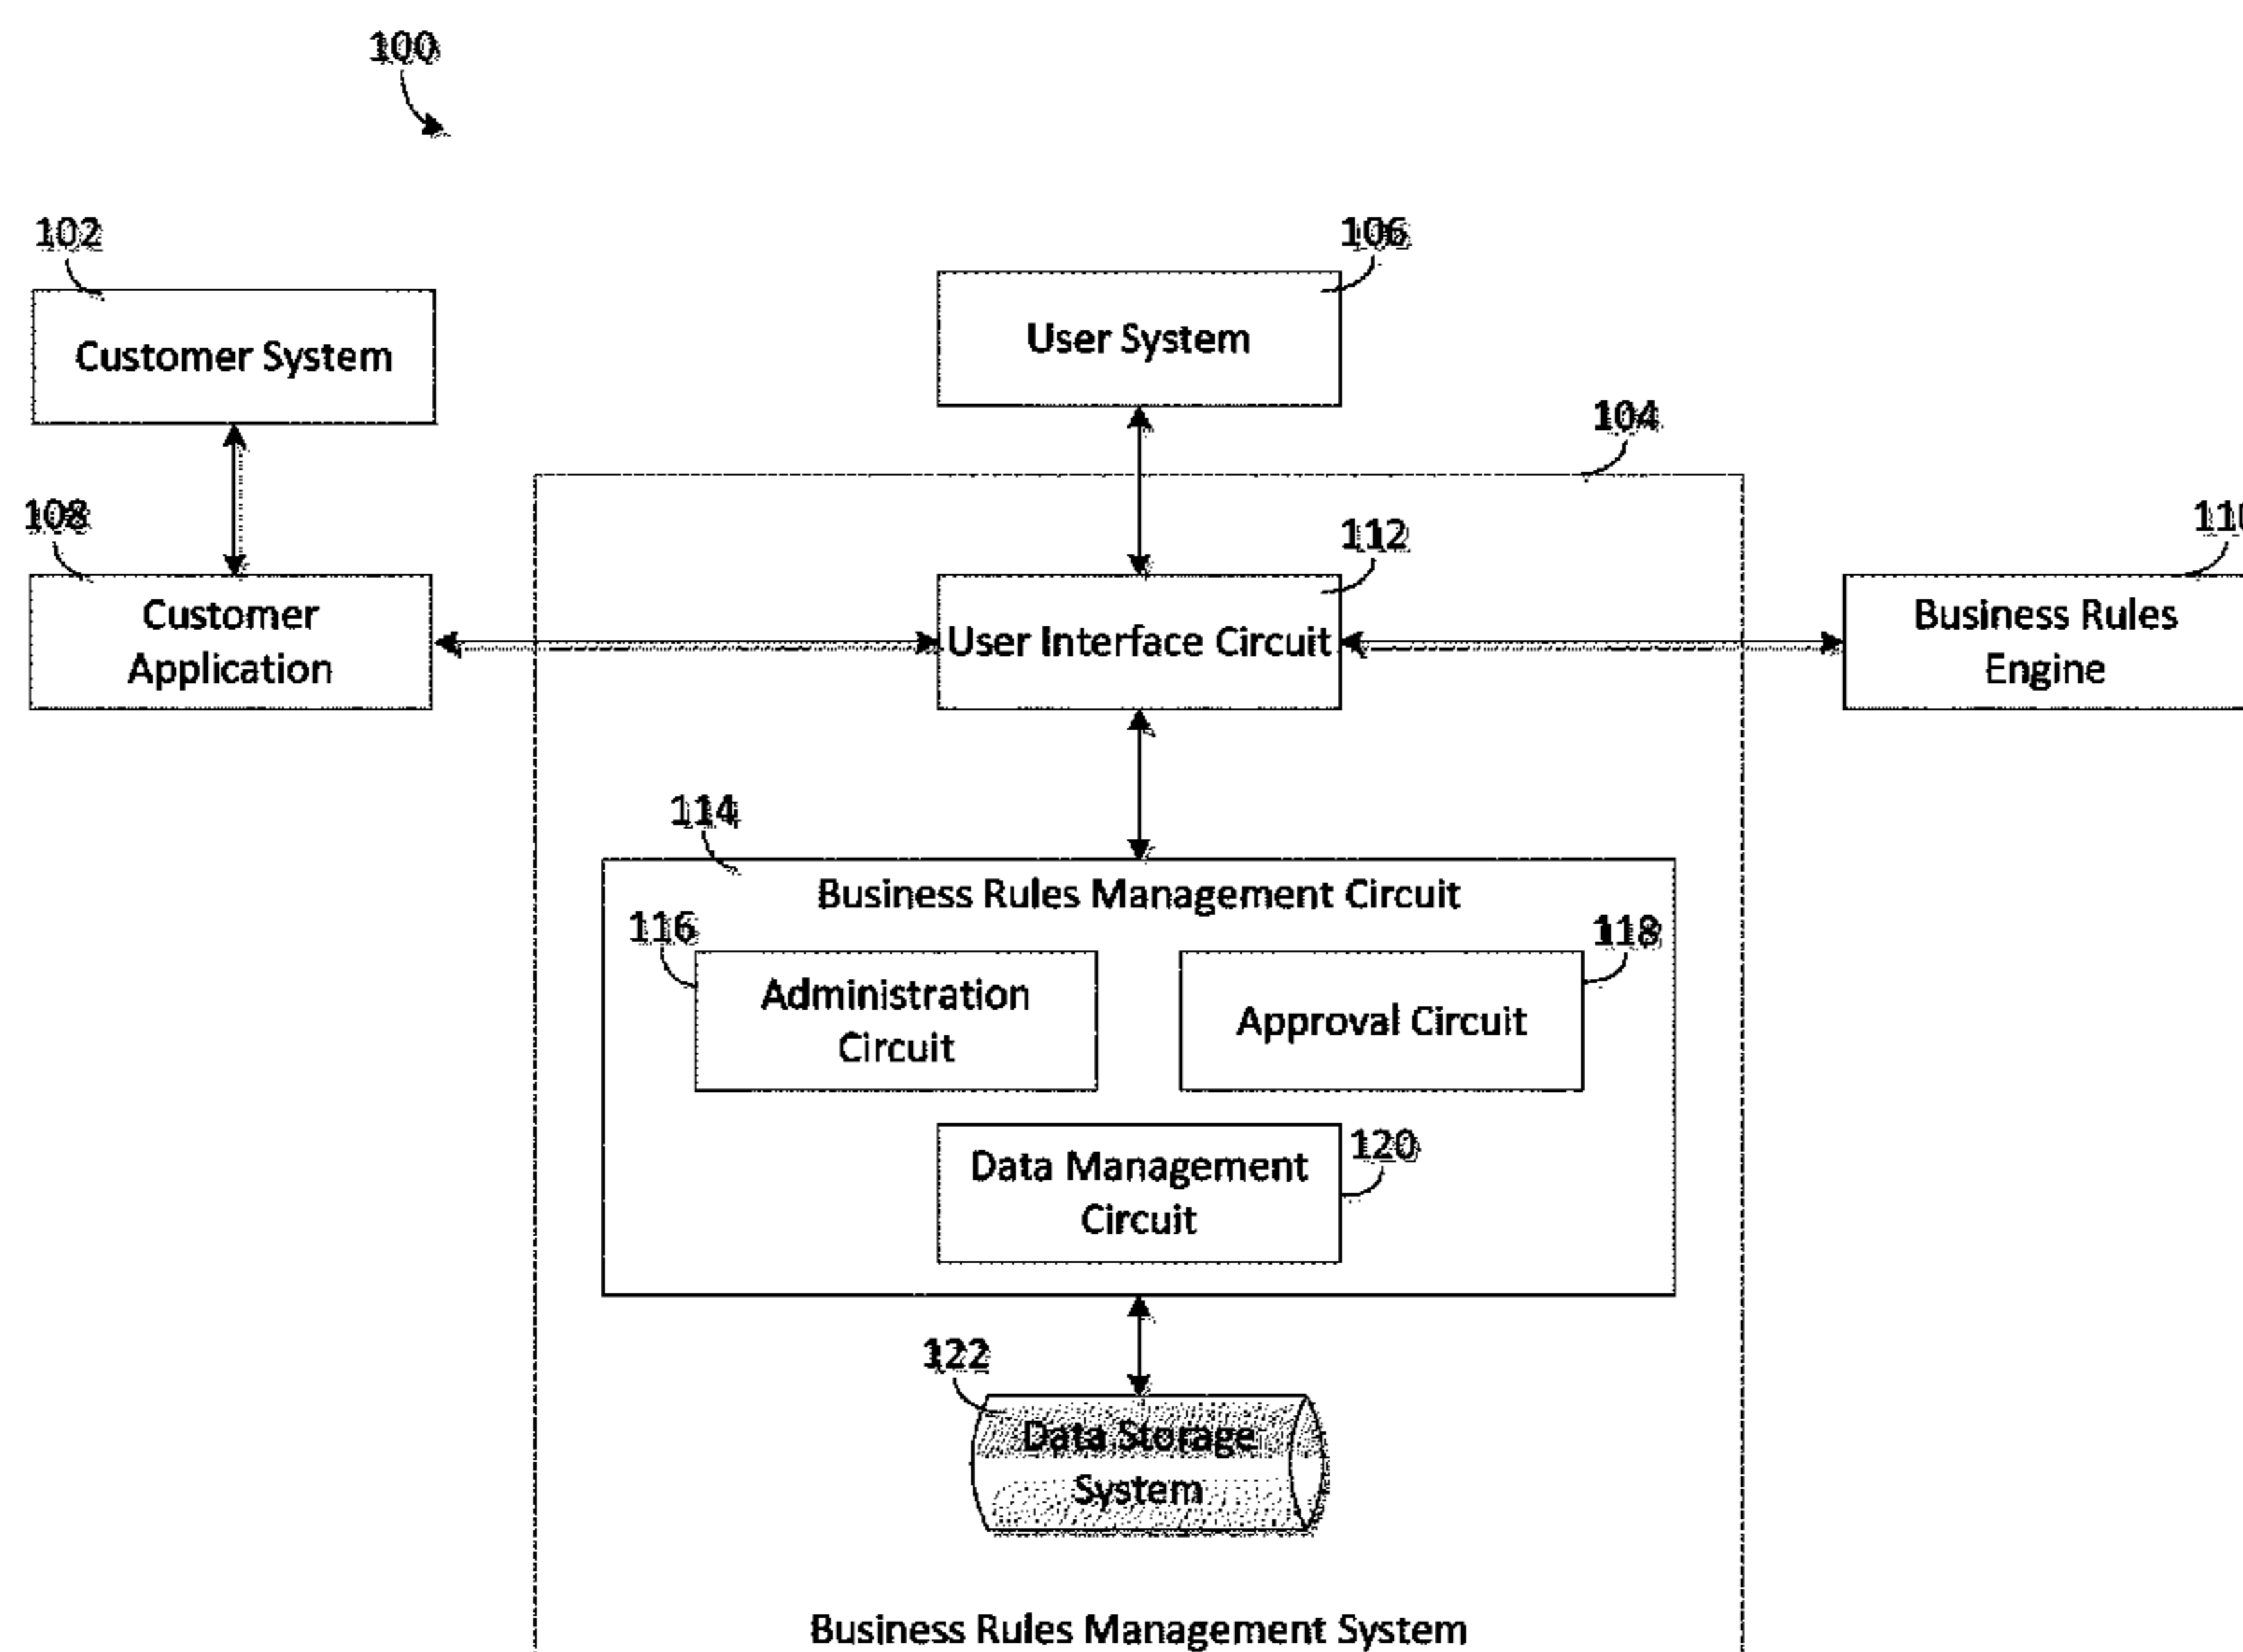 100
102
106
Customer System
User System
104
108
112
110
Customer
Application
User Interface Circuit
Business Rules
Engine
114
Business Rules Management Circuit
116
118
Administration
Circuit
Approval Circuit
120
Data Management
Circuit
122
Data Storage
System
Business Rules Management System